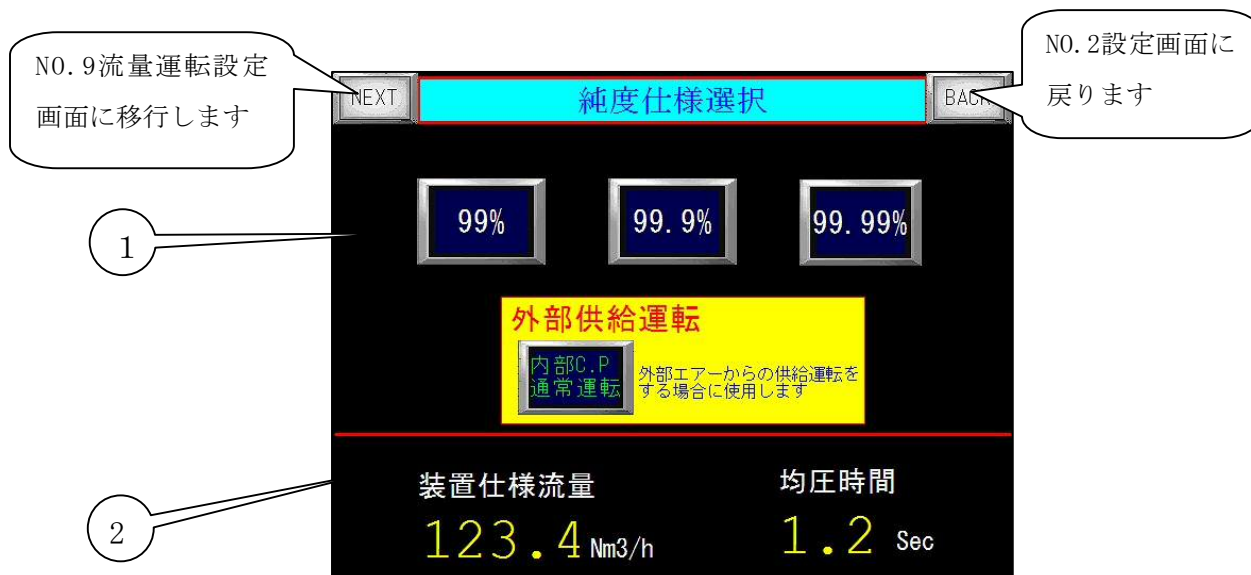 NO.9流量運転設定
画面に移行します
NO.2設定画面に
戻ります
NEXT
純度仕様選択
BACK
1
99%
99.9%
99.99%
外部供給運転
内部C.P
通常運転
外部エアーからの供給運転を
する場合に使用します
2
装置仕様流量
均圧時間
123.4 Nm3/h
1.2 Sec